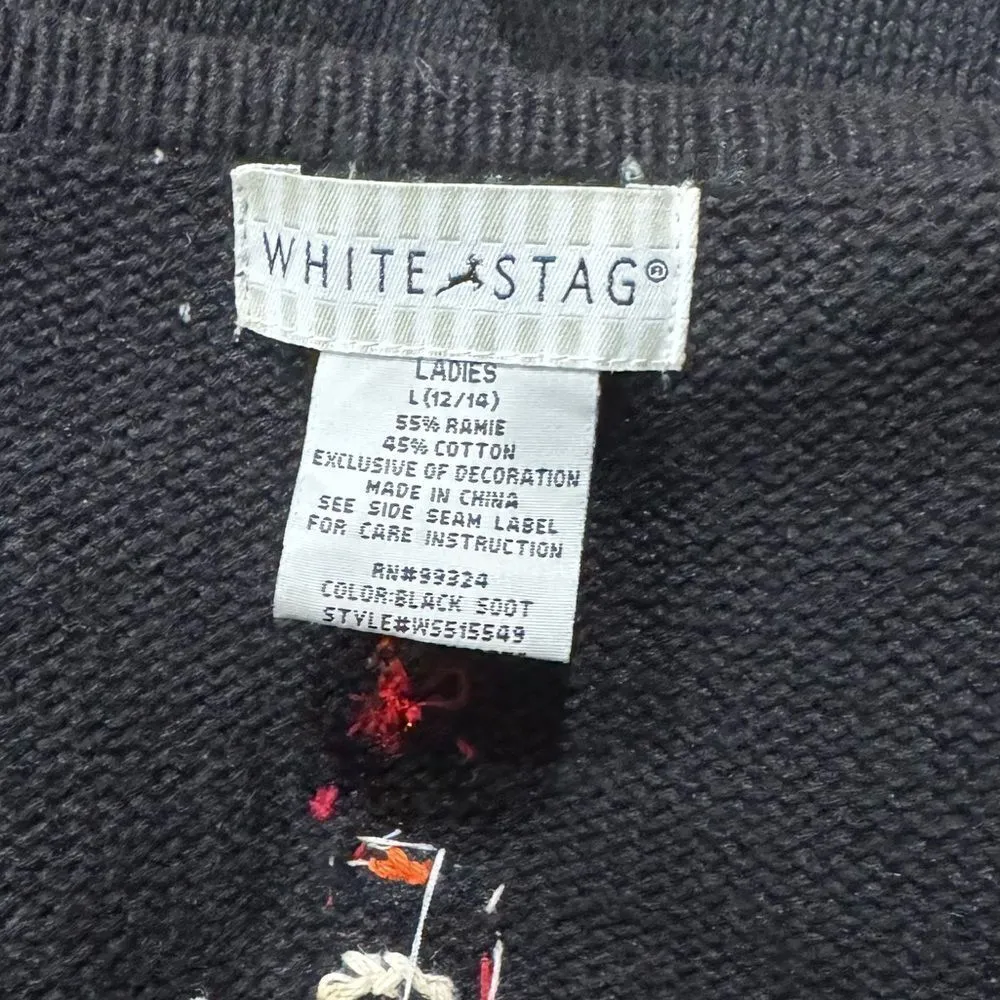 WHITE STAG®
LADIES
L(12/14)
55% RAMIE
45% COTTON
EXCLUSIVE OF DECORATION
MADE IN CHINA
SEE SIDE SEAM LABEL
FOR CARE INSTRUCTION
RN#99324
COLOR:BLACK SOOT
STYLE#WS515549